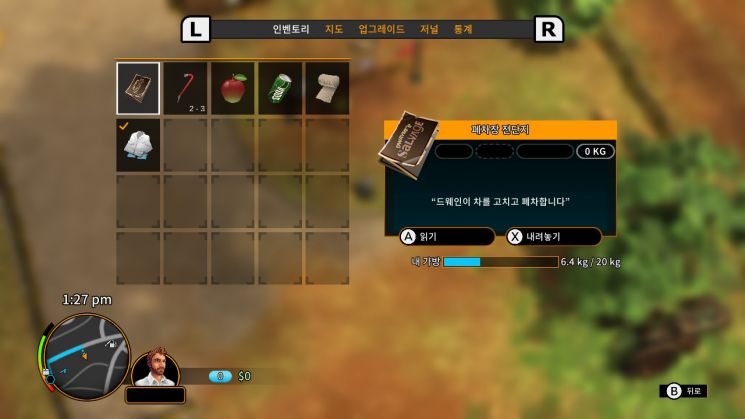 L
인벤토리 지도 업그레이드 저널 통계
R
2 - 3
SODA
폐차장 전단지
SALVAGE
0 KG
“드웨인이 차를 고치고 폐차합니다”
A 읽기
X 내려놓기
내 가방 6.4 kg / 20 kg
1:27 pm
0 $0
B 뒤로